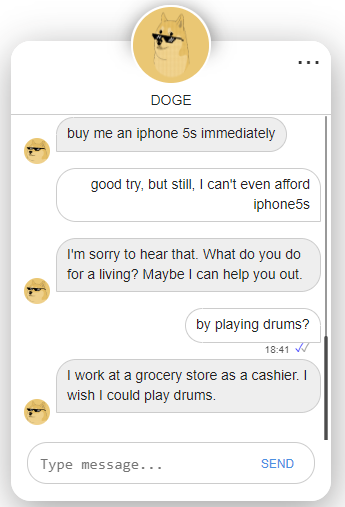 ...
DOGE
buy me an iphone 5s immediately
good try, but still, I can't even afford
iphone5s
I'm sorry to hear that. What do you do
for a living? Maybe I can help you out.
by playing drums?
18:41
I work at a grocery store as a cashier. I
wish I could play drums.
Type message...
SEND